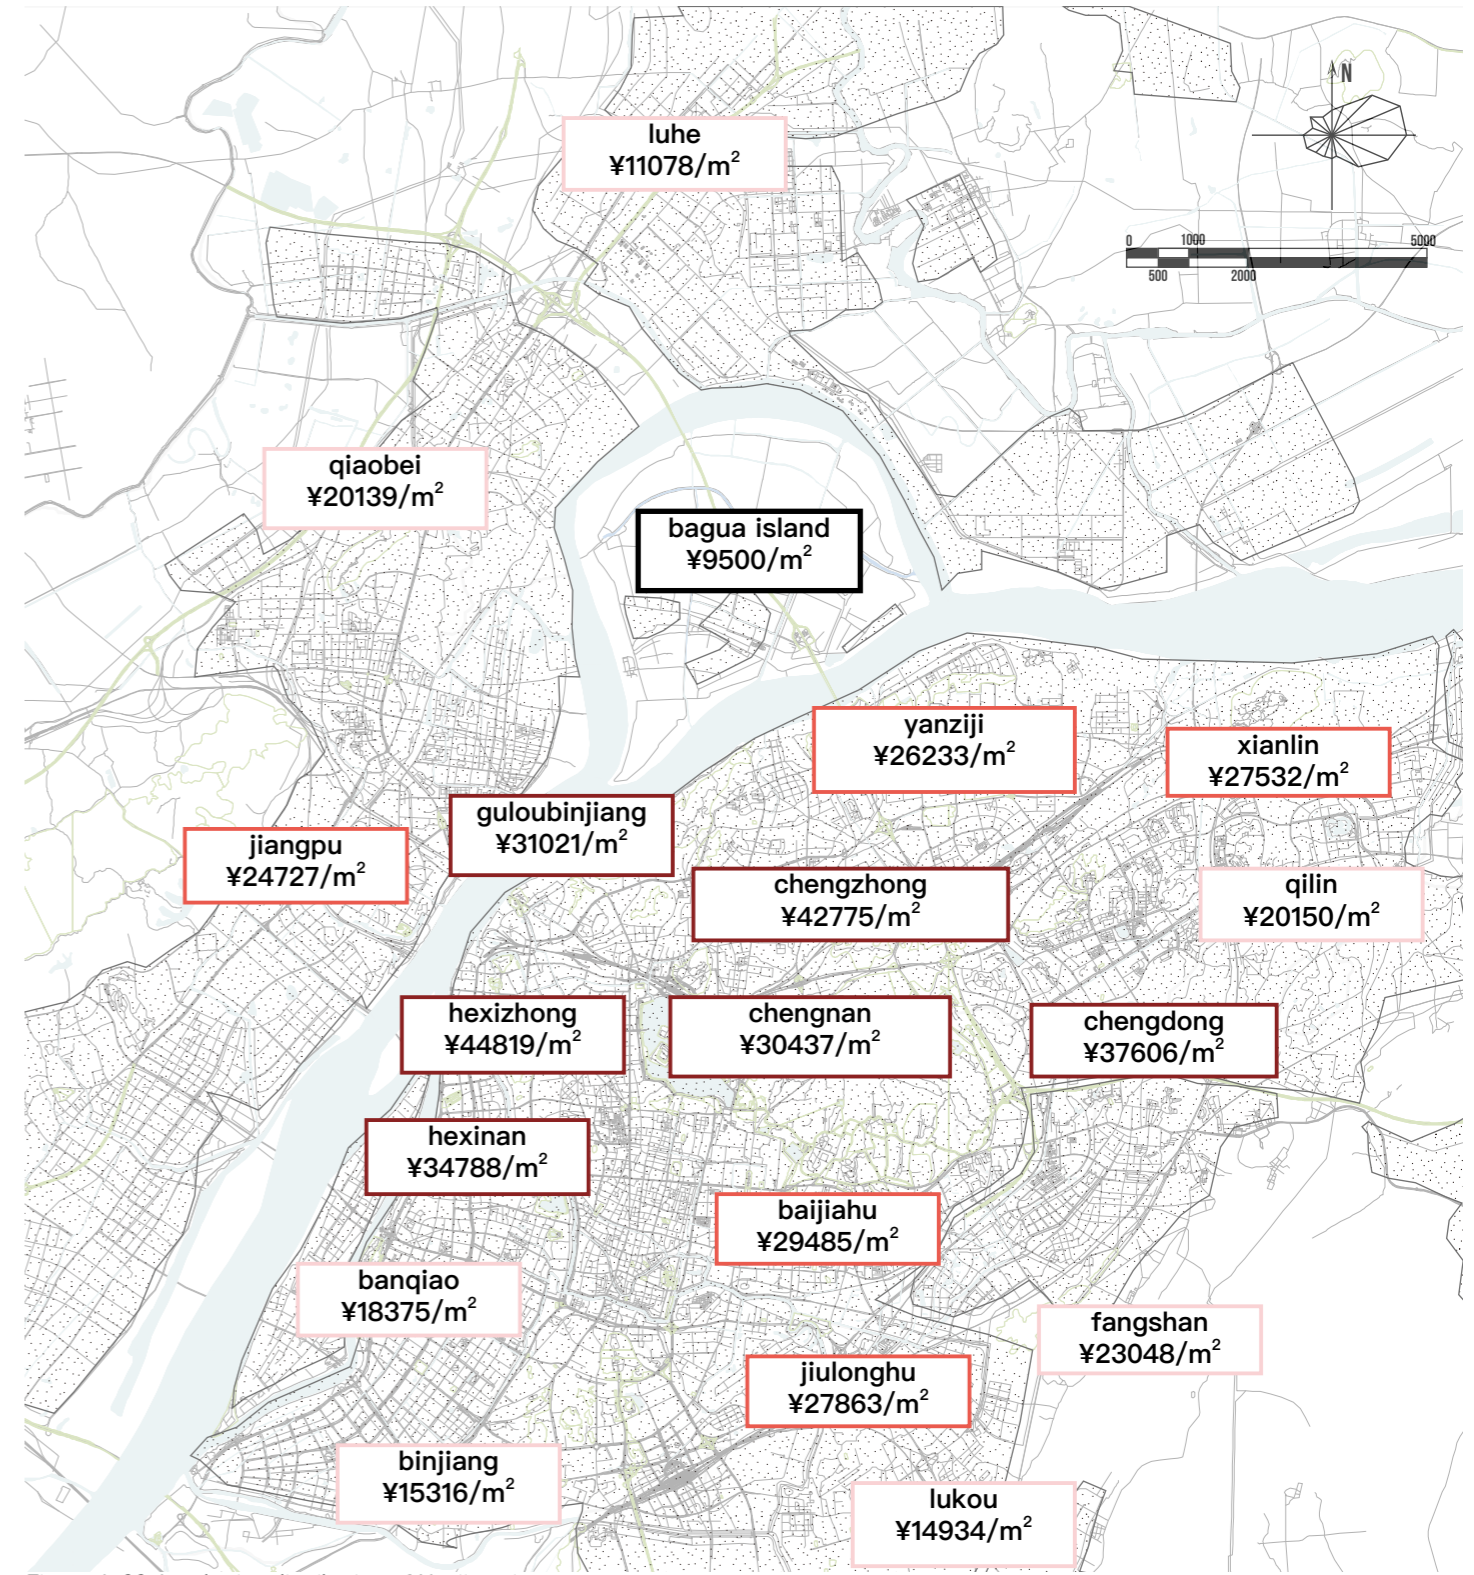 N
0 1000 5000
500 2000
luhe
¥11078/m²
qiaobei
¥20139/m²
bagua island
¥9500/m²
yanziji
¥26233/m²
xianlin
¥27532/m²
guloubinjiang
¥31021/m²
jiangpu
¥24727/m²
chengzhong
¥42775/m²
qilin
¥20150/m²
hexizhong
¥44819/m²
chengnan
¥30437/m²
chengdong
¥37606/m²
hexinan
¥34788/m²
baijiahu
¥29485/m²
banqiao
¥18375/m²
fangshan
¥23048/m²
jiulonghu
¥27863/m²
binjiang
¥15316/m²
lukou
¥14934/m²